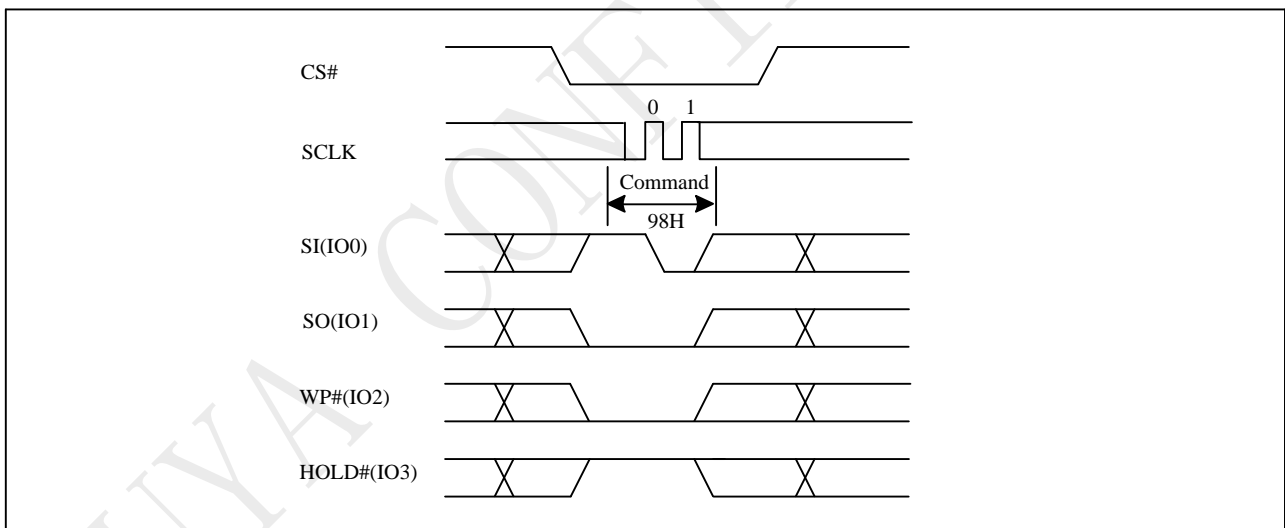 CS#
0 1
SCLK
Command
98H
SI(IO0)
SO(IO1)
WP#(IO2)
HOLD#(IO3)